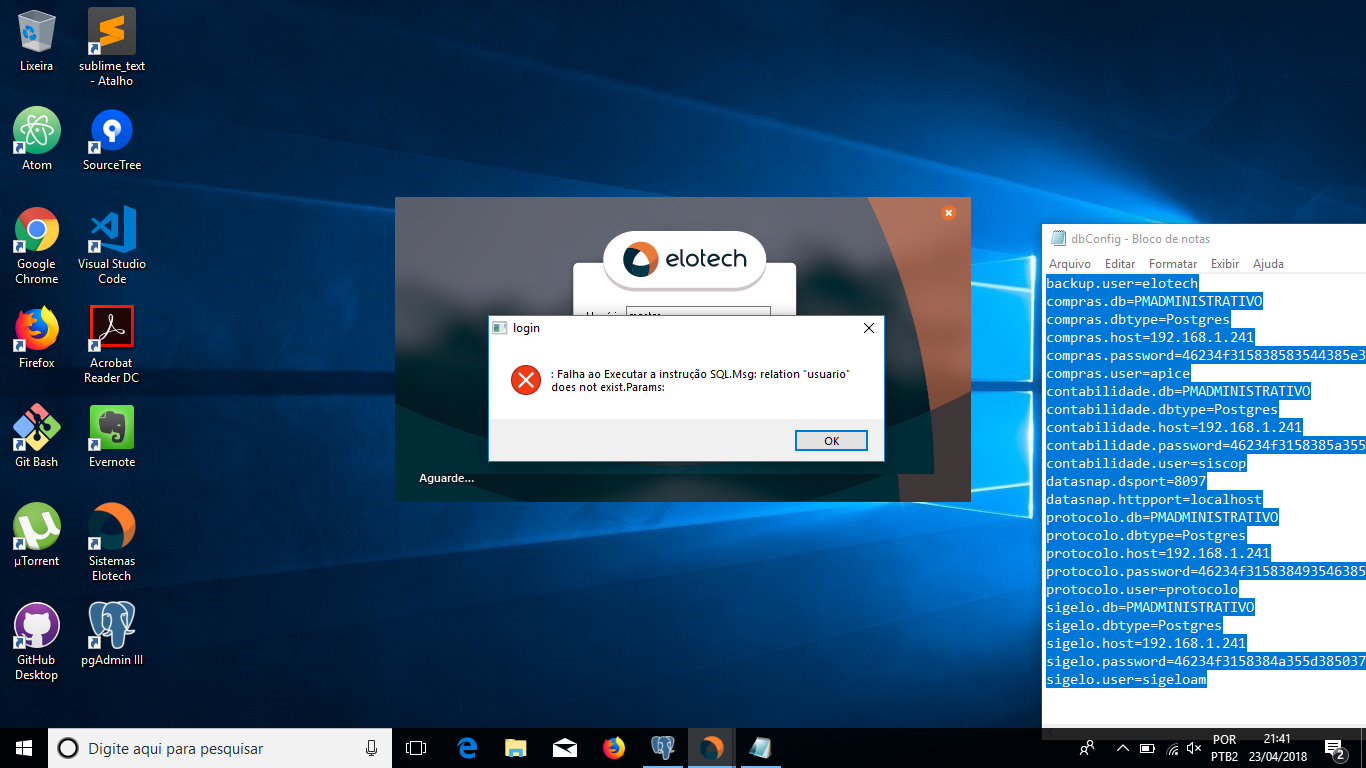 Lixeira
sublime_text
- Atalho
Atom
SourceTree
Google
Chrome
Visual Studio
Code
Firefox
Acrobat
Reader DC
Git Bash
Evernote
µTorrent
Sistemas
Elotech
GitHub
Desktop
pgAdmin III
elotech
login
: Falha ao Executar a instrução SQL.Msg: relation "usuario"
does not exist.Params:
OK
Aguarde...
dbConfig - Bloco de notas
Arquivo Editar Formatar Exibir Ajuda
backup.user=elotech
compras.db=PMADMINISTRATIVO
compras.dbtype=Postgres
compras.host=192.168.1.241
compras.password=46234f315838583544385e3
compras.user=apice
contabilidade.db=PMADMINISTRATIVO
contabilidade.dbtype=Postgres
contabilidade.host=192.168.1.241
contabilidade.password=46234f3158385a355
contabilidade.user=siscop
datasnap.dsport=8097
datasnap.httpport=localhost
protocolo.db=PMADMINISTRATIVO
protocolo.dbtype=Postgres
protocolo.host=192.168.1.241
protocolo.password=46234f315838493546385
protocolo.user=protocolo
sigelo.db=PMADMINISTRATIVO
sigelo.dbtype=Postgres
sigelo.host=192.168.1.241
sigelo.password=46234f3158384a355d385037
sigelo.user=sigeloam
Digite aqui para pesquisar
POR
PTB2
21:41
23/04/2018
2